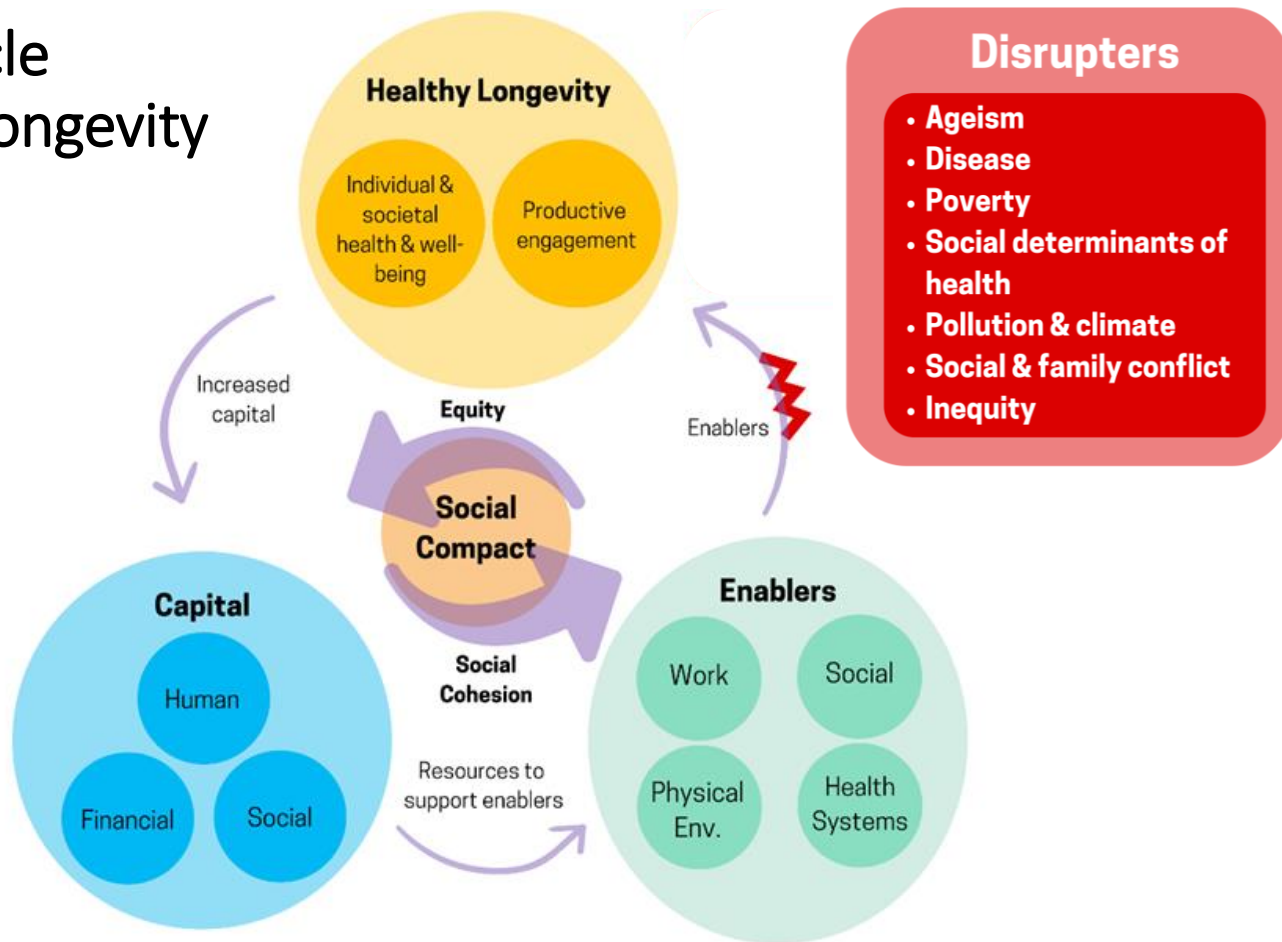 ongevity
Healthy Longevity
Individual &
societal
health & well-
being
Productive
engagement
Disrupters
• Ageism
• Disease
• Poverty
• Social determinants of
health
• Pollution & climate
• Social & family conflict
• Inequity
Increased
capital
Equity
Enablers
Social
Compact
Social
Cohesion
Capital
Human
Financial
Social
Resources to
support enablers
Enablers
Work
Social
Physical
Env.
Health
Systems